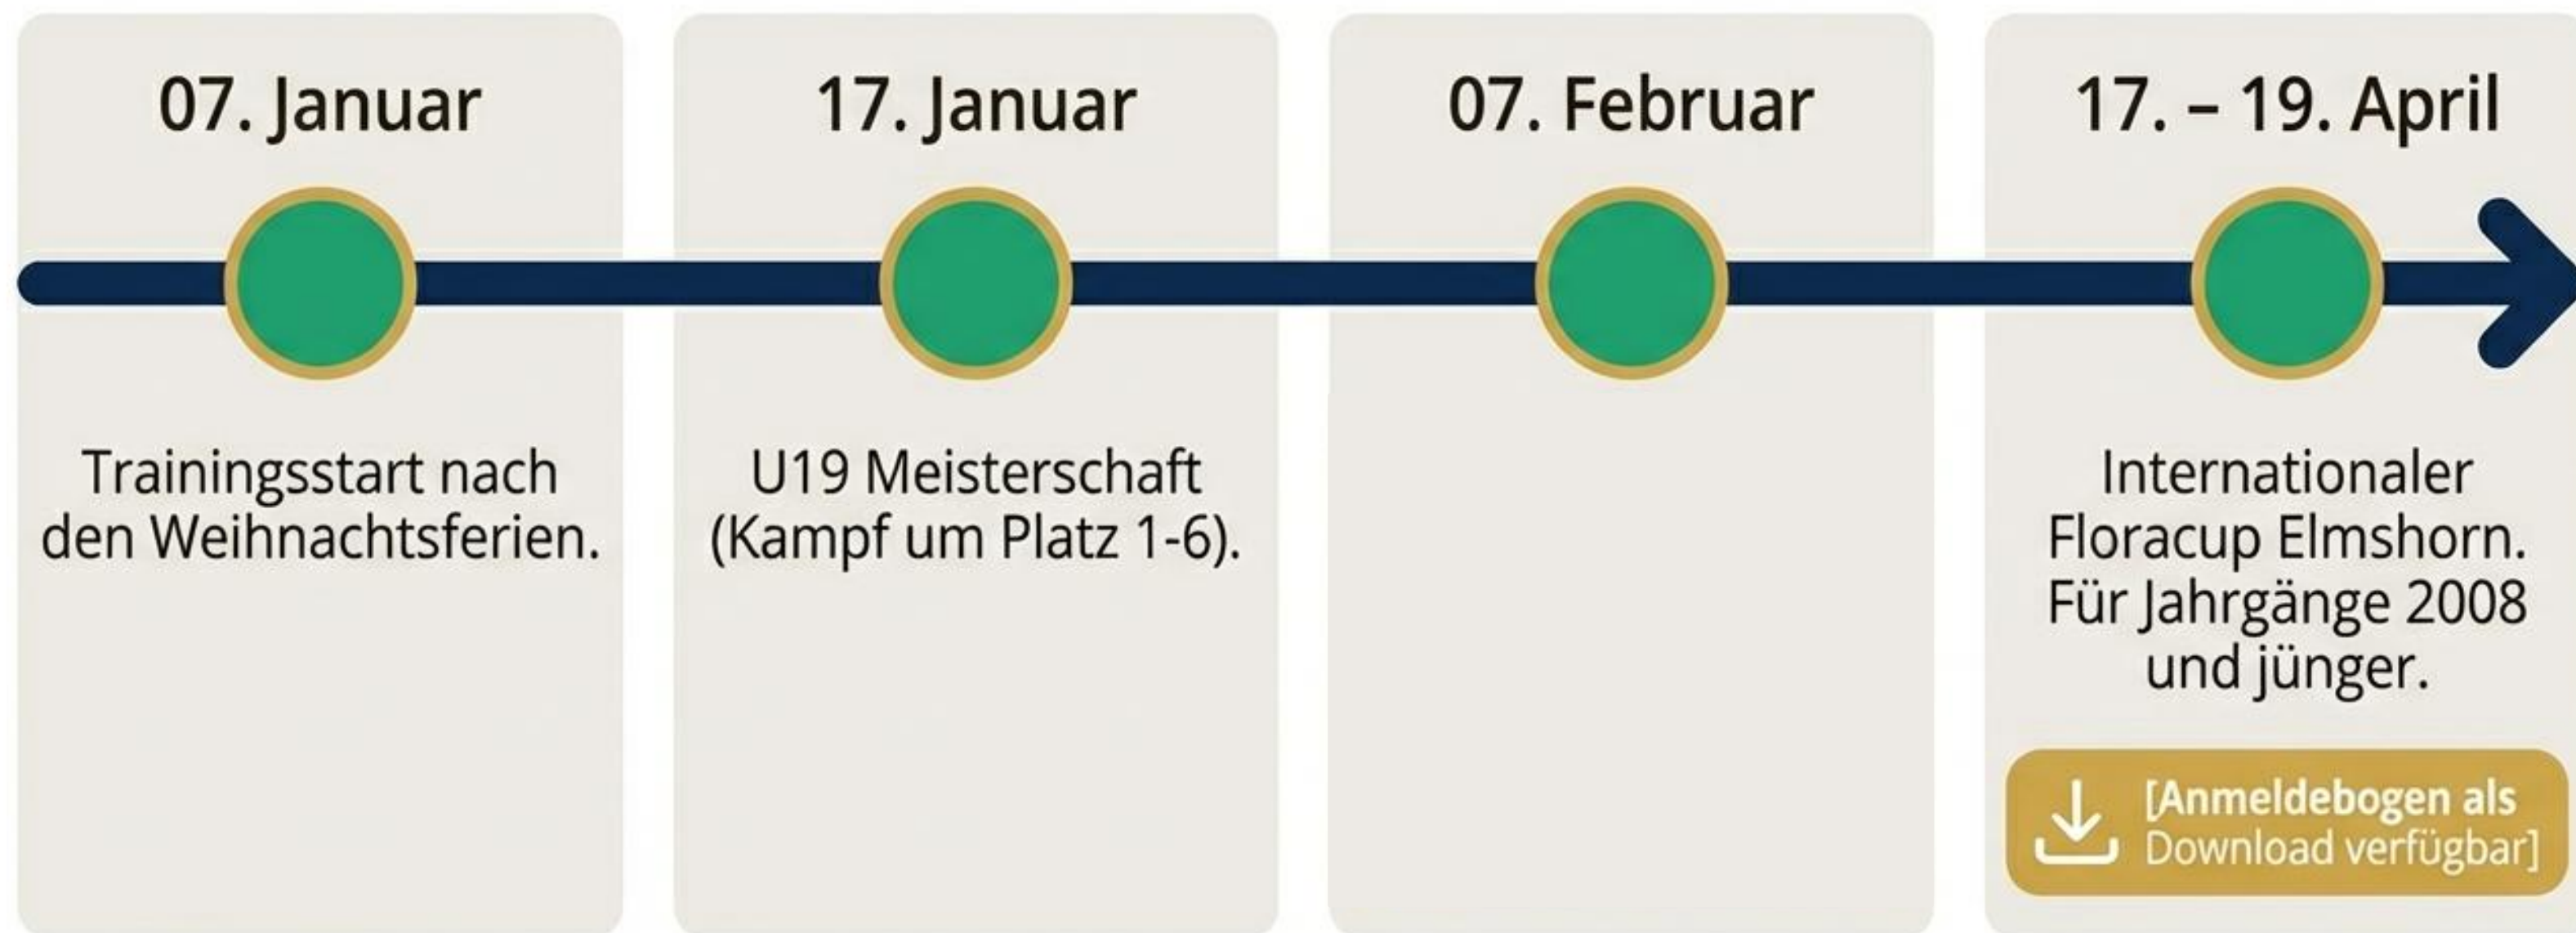 07. Januar
Trainingsstart nach
den Weihnachtsferien.
17. Januar
U19 Meisterschaft
(Kampf um Platz 1-6).
07. Februar
17. – 19. April
Internationaler
Floracup Elmshorn.
Für Jahrgänge 2008
und jünger.
[Anmeldebogen als
Download verfügbar]